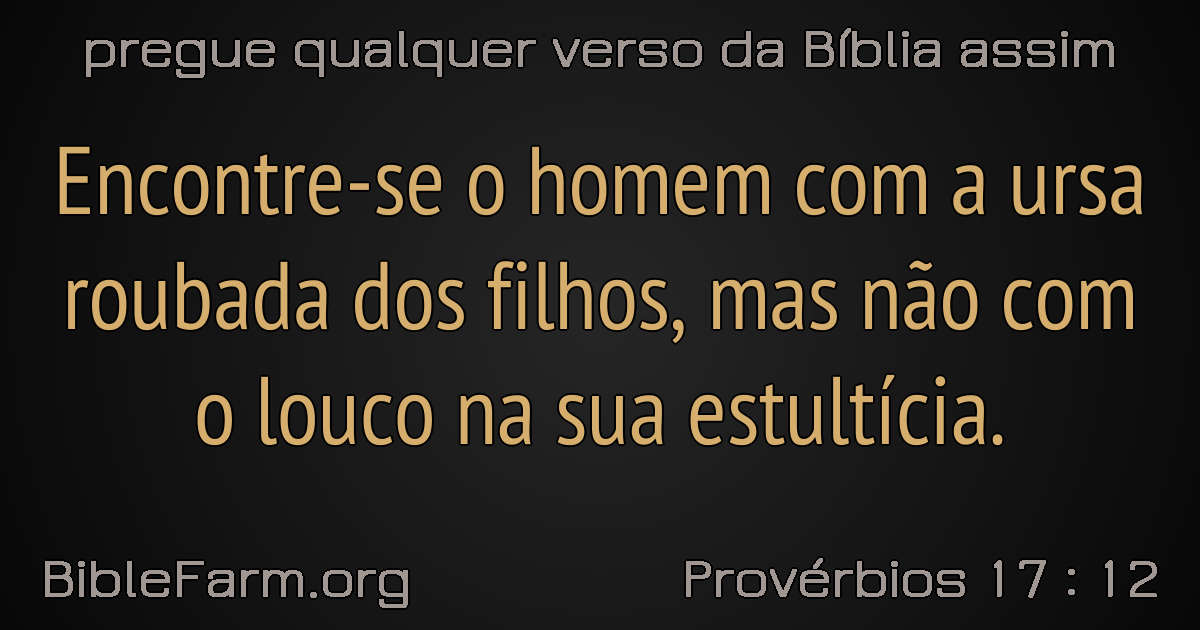 pregue qualquer verso da Bíblia assim
Encontre-se o homem com a ursa
roubada dos filhos, mas não com
o louco na sua estultícia.
BibleFarm.org
Provérbios 17 : 12